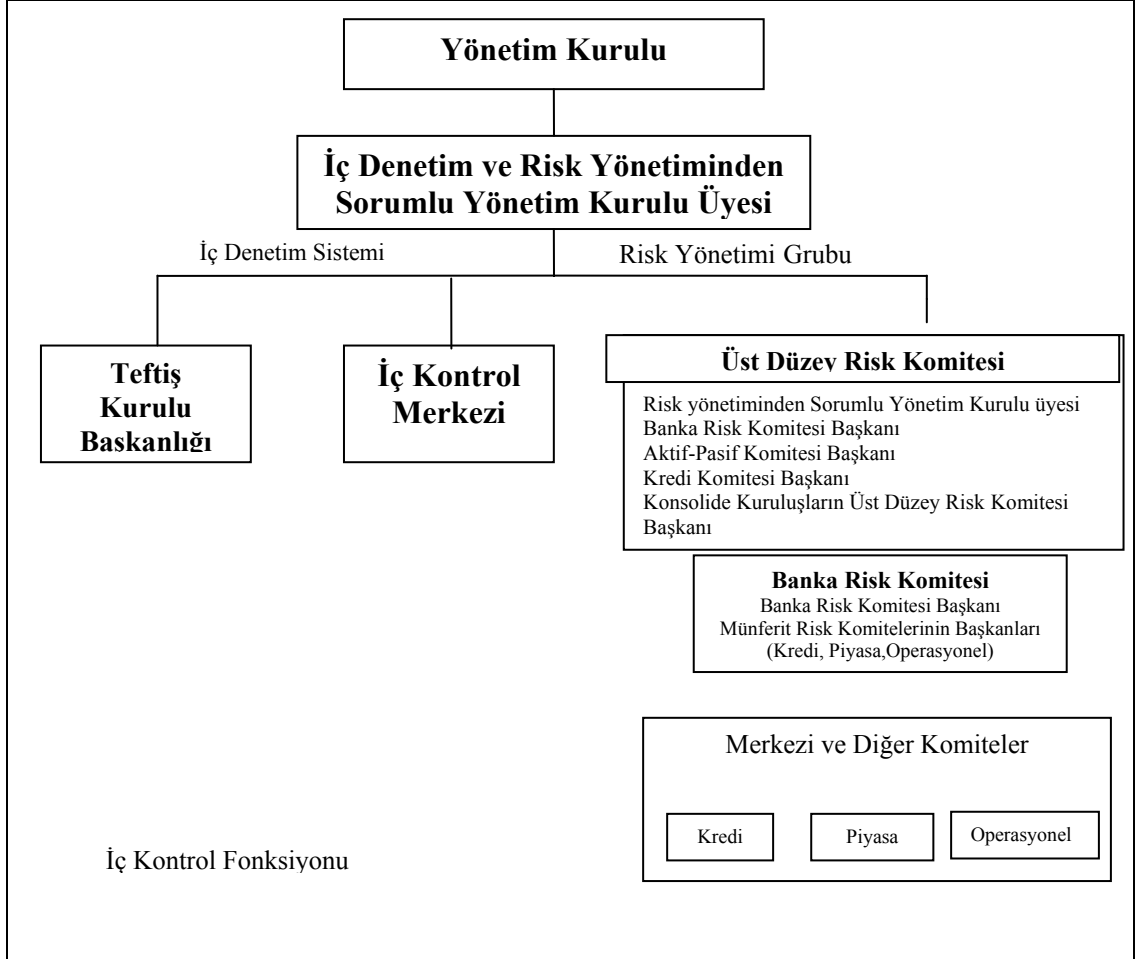 Yönetim Kurulu
İç Denetim ve Risk Yönetiminden
Sorumlu Yönetim Kurulu Üyesi
İç Denetim Sistemi
Risk Yönetimi Grubu
Teftiş
Kurulu
Başkanlığı
İç Kontrol
Merkezi
Üst Düzey Risk Komitesi
Risk yönetiminden Sorumlu Yönetim Kurulu üyesi
Banka Risk Komitesi Başkanı
Aktif-Pasif Komitesi Başkanı
Kredi Komitesi Başkanı
Konsolide Kuruluşların Üst Düzey Risk Komitesi
Başkanı
Banka Risk Komitesi
Banka Risk Komitesi Başkanı
Münferit Risk Komitelerinin Başkanları
(Kredi, Piyasa,Operasyonel)
Merkezi ve Diğer Komiteler
Kredi
Piyasa
Operasyonel
İç Kontrol Fonksiyonu